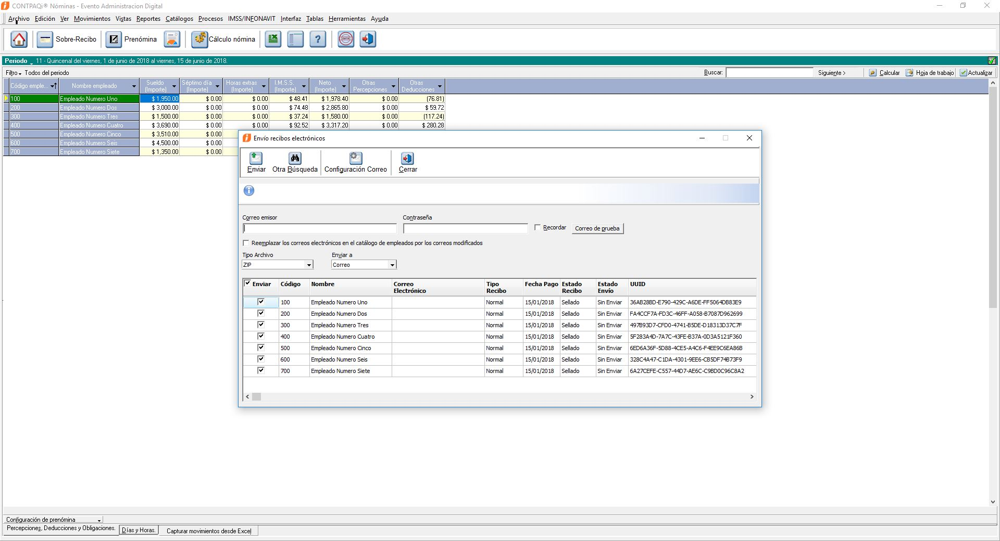 CONTPAQi® Nóminas - Evento Administracion Digital
Archivo Edición Ver Movimientos Vistas Reportes Catálogos Procesos IMSS/INFONAVIT Interfaz Tablas Herramientas Ayuda
Sobre-Recibo Prenómina Cálculo nómina
Periodo 11 - Quincenal del viernes, 1 de junio de 2018 al viernes, 15 de junio de 2018.
Filtro Todos del periodo Buscar: Siguiente > Calcular Hoja de trabajo Actualizar
Código emple... Nombre empleado Sueldo (Importe) Séptimo día (Importe) Horas extras (Importe) I.M.S.S. (Importe) Neto (Importe) Otras Percepciones Otras Deducciones
100 Empleado Numero Uno $ 1,950.00 $ 0.00 $ 0.00 $ 48.41 $ 1,978.40 $ 0.00 (76.81)
200 Empleado Numero Dos $ 3,000.00 $ 0.00 $ 0.00 $ 74.48 $ 2,865.80 $ 0.00 $ 59.72
300 Empleado Numero Tres $ 1,500.00 $ 0.00 $ 0.00 $ 37.24 $ 1,580.00 $ 0.00 (117.24)
400 Empleado Numero Cuatro $ 3,690.00 $ 0.00 $ 0.00 $ 92.52 $ 3,317.20 $ 0.00 $ 280.28
500 Empleado Numero Cinco $ 3,510.00 $ 0.00
600 Empleado Numero Seis $ 4,500.00 $ 0.00
700 Empleado Numero Siete $ 1,350.00 $ 0.00
Envío recibos electrónicos
Enviar Otra Búsqueda Configuración Correo Cerrar
Correo emisor Contraseña
Recordar Correo de prueba
Reemplazar los correos electrónicos en el catálogo de empleados por los correos modificados
Tipo Archivo Enviar a
ZIP Correo
Enviar Código Nombre Correo Electrónico Tipo Recibo Fecha Pago Estado Recibo Estado Envío UUID
100 Empleado Numero Uno Normal 15/01/2018 Sellado Sin Enviar 36AB28BD-E790-429C-A6DE-FF5064DB83E9
200 Empleado Numero Dos Normal 15/01/2018 Sellado Sin Enviar FA4CCF7A-FD3C-46FF-A058-B7087D962699
300 Empleado Numero Tres Normal 15/01/2018 Sellado Sin Enviar 497B93D7-CFD0-4741-B5DE-D18313D37C7F
400 Empleado Numero Cuatro Normal 15/01/2018 Sellado Sin Enviar 5F283A4D-7A7C-43FE-B37A-0D3A5121F360
500 Empleado Numero Cinco Normal 15/01/2018 Sellado Sin Enviar 6ED6A36F-5D88-4CE5-A4C6-F4EE9C6EA86B
600 Empleado Numero Seis Normal 15/01/2018 Sellado Sin Enviar 328C4A47-C1DA-4301-9EE6-CB5DF74B73F9
700 Empleado Numero Siete Normal 15/01/2018 Sellado Sin Enviar 6A27CEFE-C557-44D7-AE6C-C9BD0C96C8A2
Configuración de prenómina
Percepciones, Deducciones y Obligaciones. Días y Horas. Capturar movimientos desde Excel